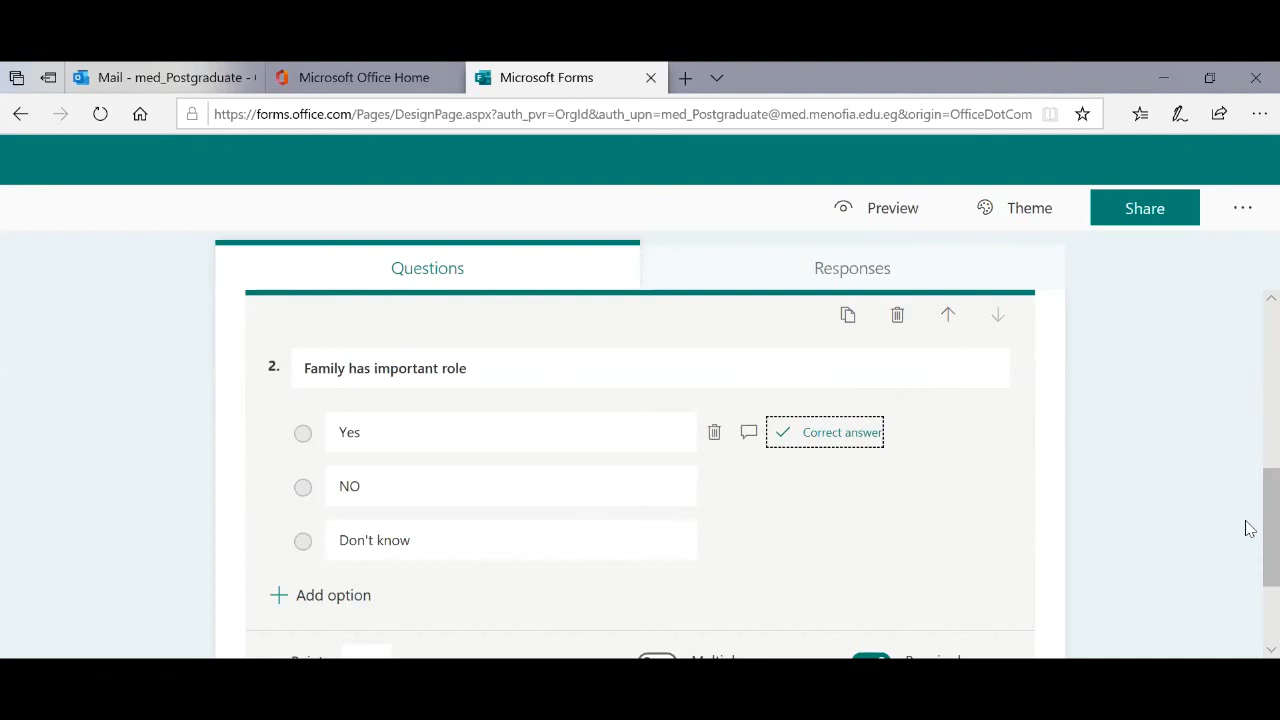 Mail - med_Postgraduate -
Microsoft Office Home
Microsoft Forms
https://forms.office.com/Pages/DesignPage.aspx?auth_pvr=OrgId&auth_upn=med_Postgraduate@med.menofia.edu.eg&origin=OfficeDotCom
Preview
Theme
Share
Questions
Responses
2.
Family has important role
Yes
Correct answer
NO
Don't know
Add option